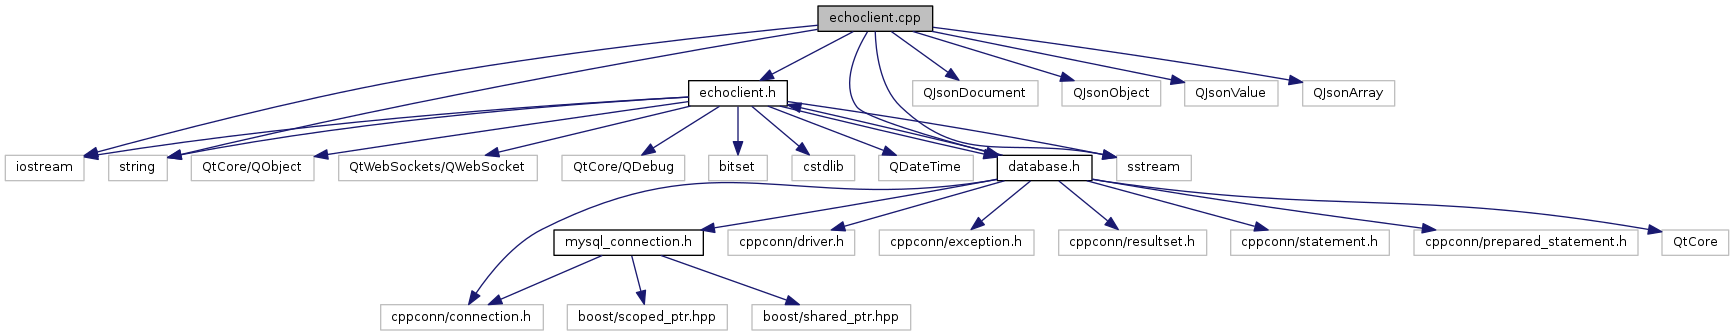 echoclient.cpp
echoclient.h
QJsonDocument
QJsonObject
QJsonValue
QJsonArray
iostream
string
QtCore/QObject
QtWebSockets/QWebSocket
QtCore/QDebug
bitset
cstdlib
QDateTime
database.h
sstream
mysql_connection.h
cppconn/driver.h
cppconn/exception.h
cppconn/resultset.h
cppconn/statement.h
cppconn/prepared_statement.h
QtCore
cppconn/connection.h
boost/scoped_ptr.hpp
boost/shared_ptr.hpp